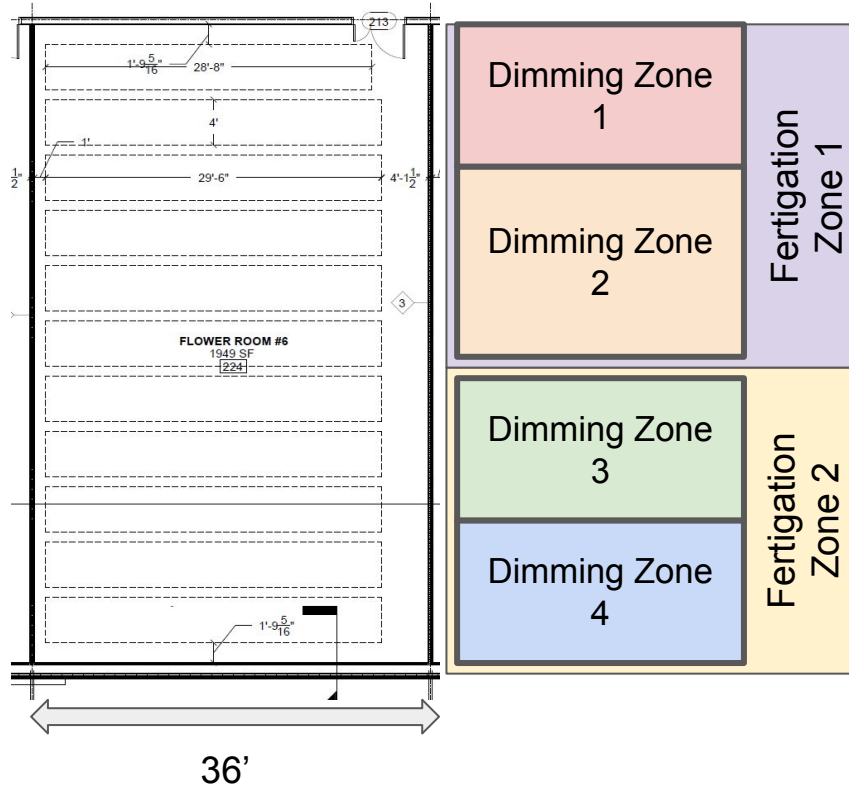 213
1'-9 5/16"
28'-8"
4'
1'
1/2"
29'-6"
4'-1 1/2"
3
FLOWER ROOM #6
1949 SF
224
1'-9 5/16"
36’
Dimming Zone
1
Dimming Zone
2
Fertigation
Zone 1
Dimming Zone
3
Dimming Zone
4
Fertigation
Zone 2